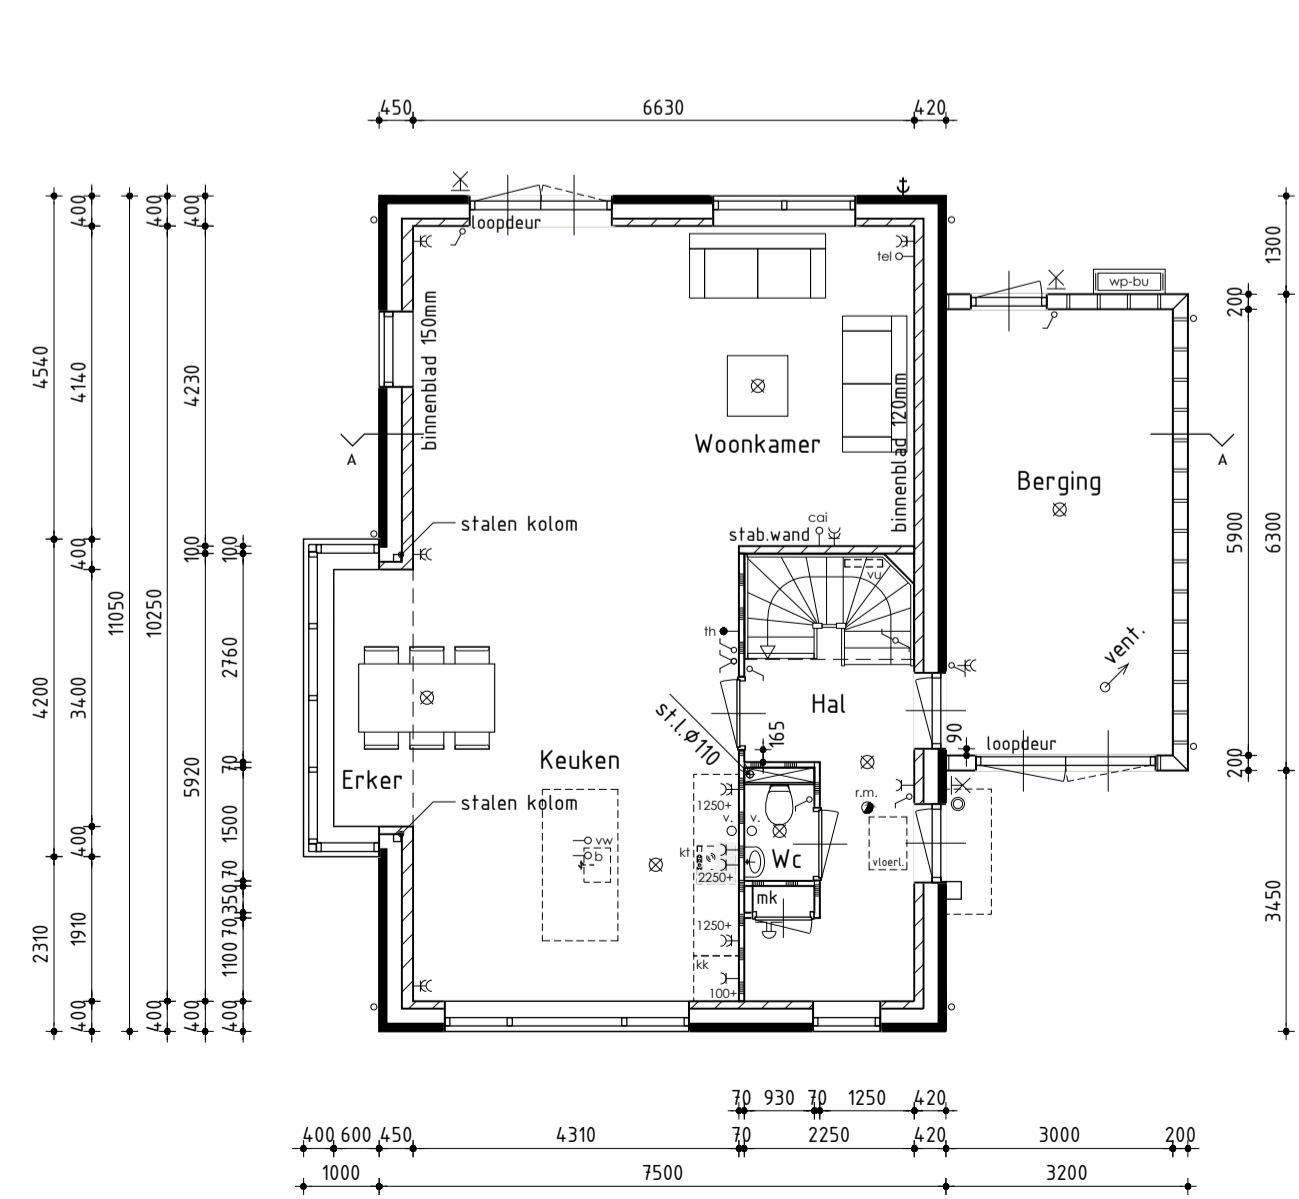 450 6630 420
400 400 400
loopdeur
tel
1300
wp-bu
200
4540 4140 4230
binnenblad 150mm
binnenblad 120mm
Woonkamer
A
A
Berging
cai
stab.wand
stalen kolom
400 100 100
vu
5900 6300
11050 10250
th
2760
vent.
4200 3400
Hal
st.l.ø110
165
90
loopdeur
Keuken
Erker
5920 70
200
r.m.
1250+
stalen kolom
v. v.
1500
400
vw
kt
b
Wc
vloerl.
2250+
70
mk
350
3450
2310 1910
1250+
70
kk
1100
100+
400 400 400 400
70 930 70 1250 420
400 600 450 4310 70 2250 420 3000 200
1000 7500 3200